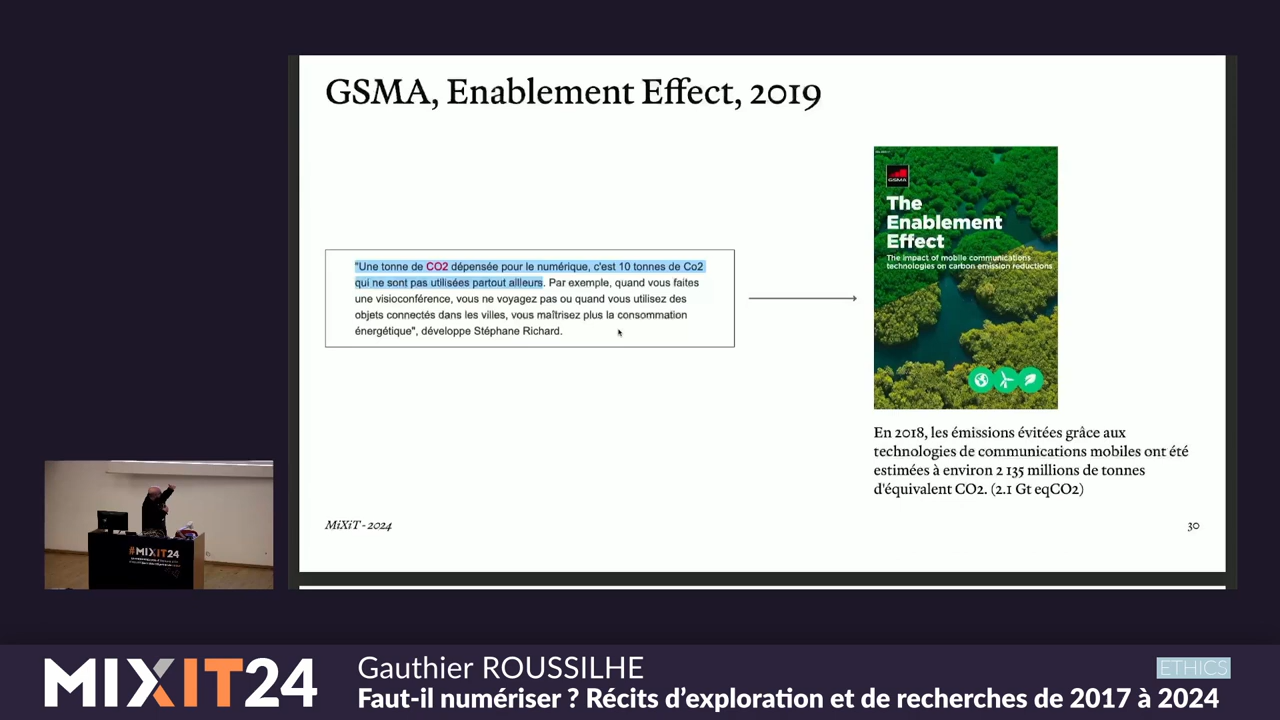 GSMA, Enablement Effect, 2019
"Une tonne de CO2 dépensée pour le numérique, c'est 10 tonnes de Co2
qui ne sont pas utilisées partout ailleurs. Par exemple, quand vous faites
une visioconférence, vous ne voyagez pas ou quand vous utilisez des
objets connectés dans les villes, vous maîtrisez plus la consommation
énergétique", développe Stéphane Richard.
GSMA
The
Enablement
Effect
The impact of mobile communications
technologies on carbon emission reductions
En 2018, les émissions évitées grâce aux
technologies de communications mobiles ont été
estimées à environ 2 135 millions de tonnes
d'équivalent CO2. (2.1 Gt eqCO2)
MiXiT - 2024
30
#MIXIT24
MIXIT24
Gauthier ROUSSILHE
ETHICS
Faut-il numériser ? Récits d'exploration et de recherches de 2017 à 2024